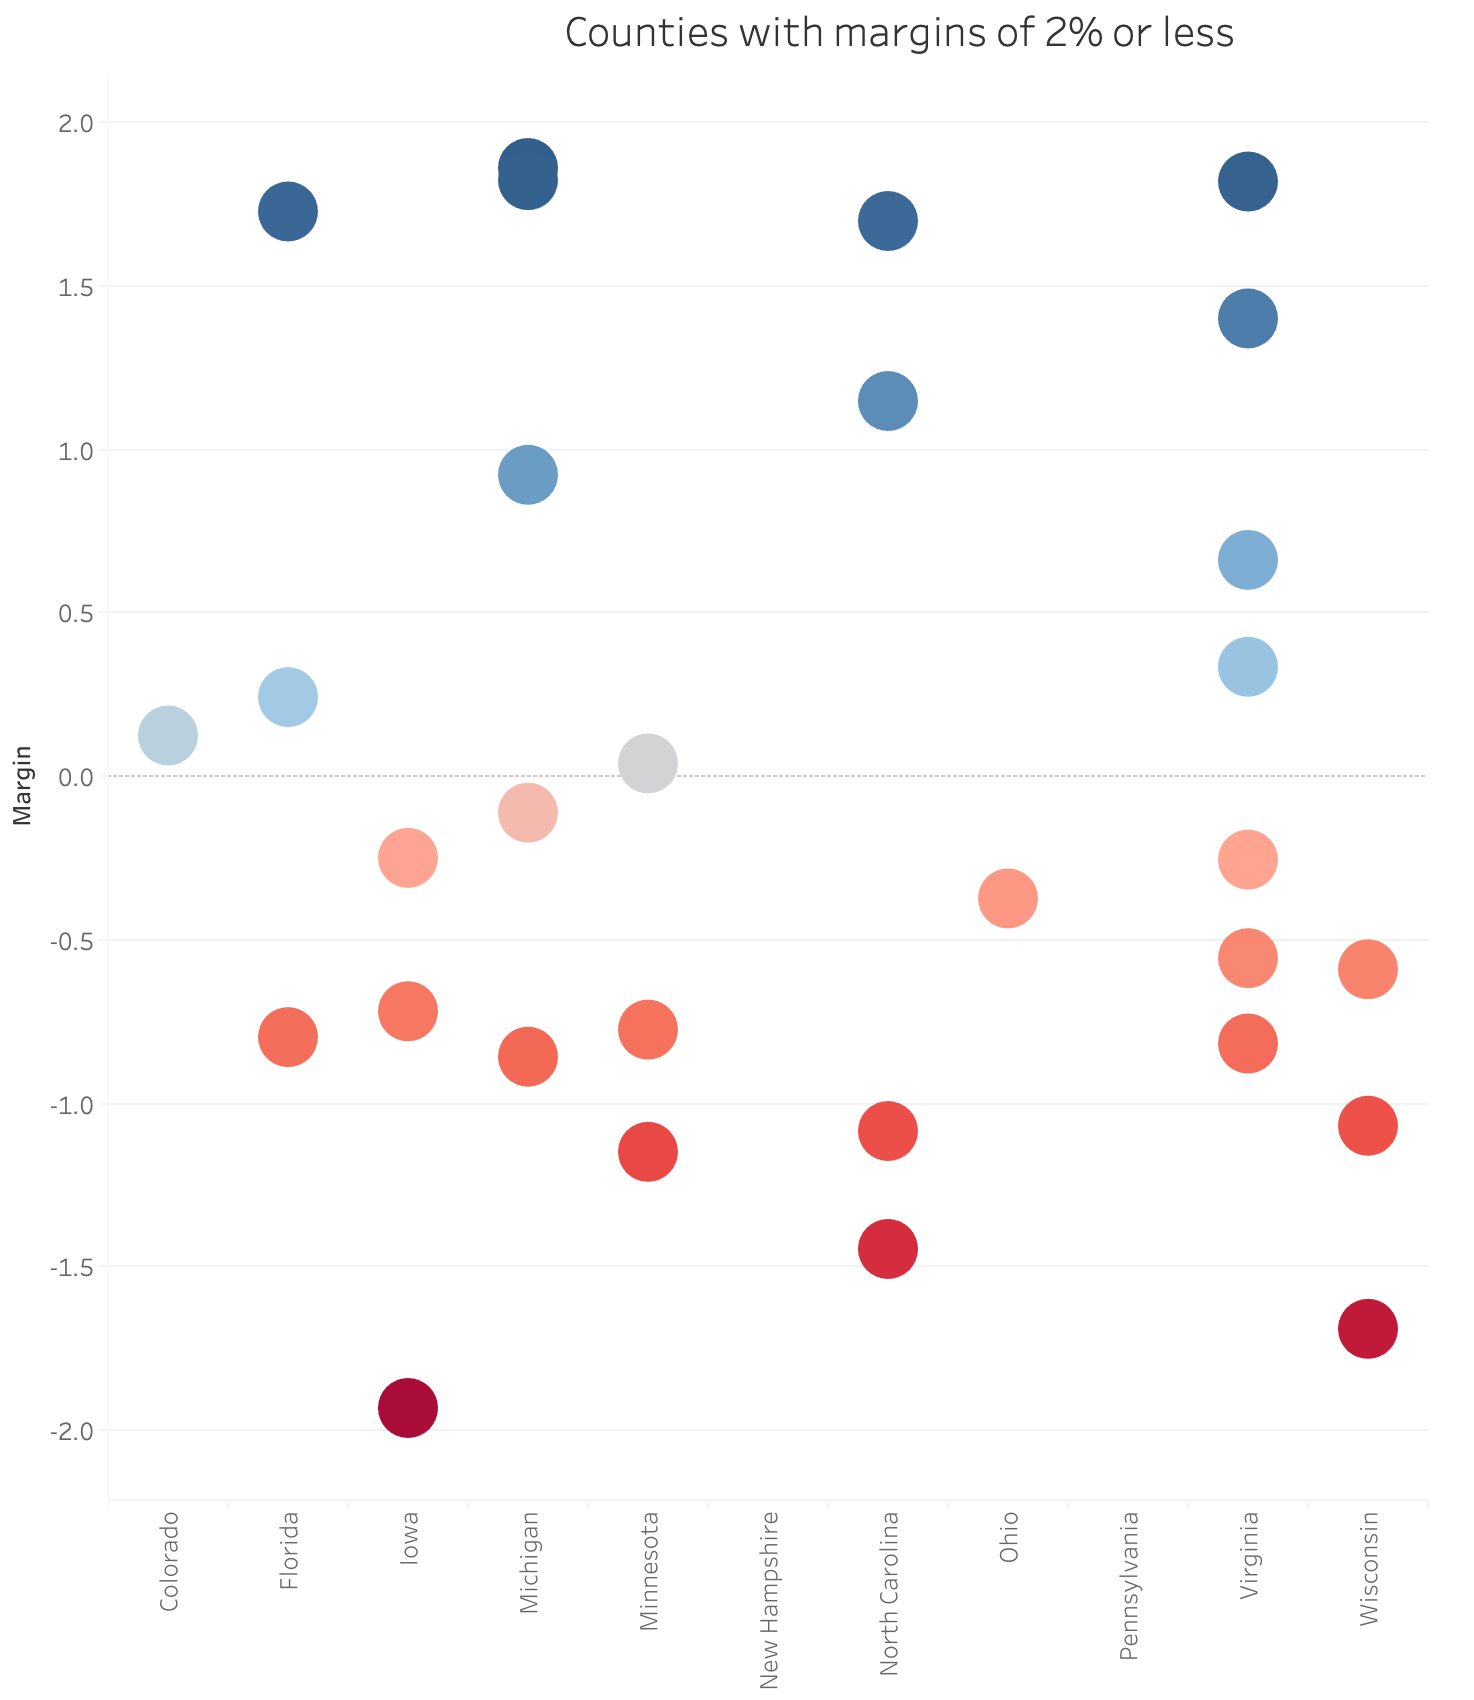 Counties with margins of 2% or less
2.0
1.5
1.0
0.5
0.0
-0.5
-1.0
-1.5
-2.0
Margin
Colorado
Florida
Iowa
Michigan
Minnesota
New Hampshire
North Carolina
Ohio
Pennsylvania
Virginia
Wisconsin